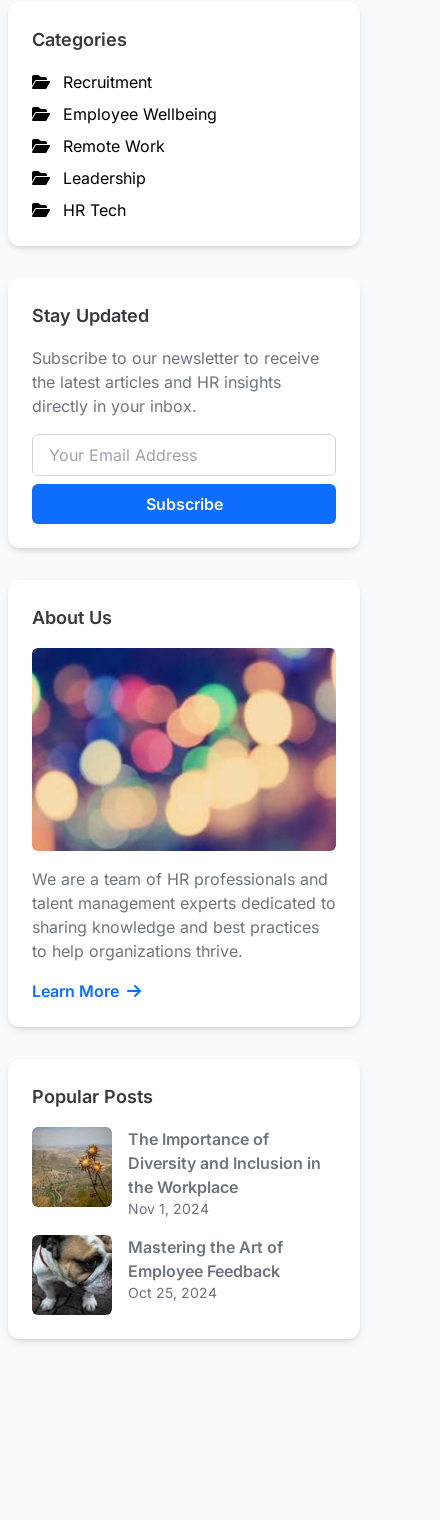 Categories
Recruitment
Employee Wellbeing
Remote Work
Leadership
HR Tech
Stay Updated
Subscribe to our newsletter to receive
the latest articles and HR insights
directly in your inbox.
Your Email Address
Subscribe
About Us
We are a team of HR professionals and
talent management experts dedicated to
sharing knowledge and best practices
to help organizations thrive.
Learn More
Popular Posts
The Importance of
Diversity and Inclusion in
the Workplace
Nov 1, 2024
Mastering the Art of
Employee Feedback
Oct 25, 2024